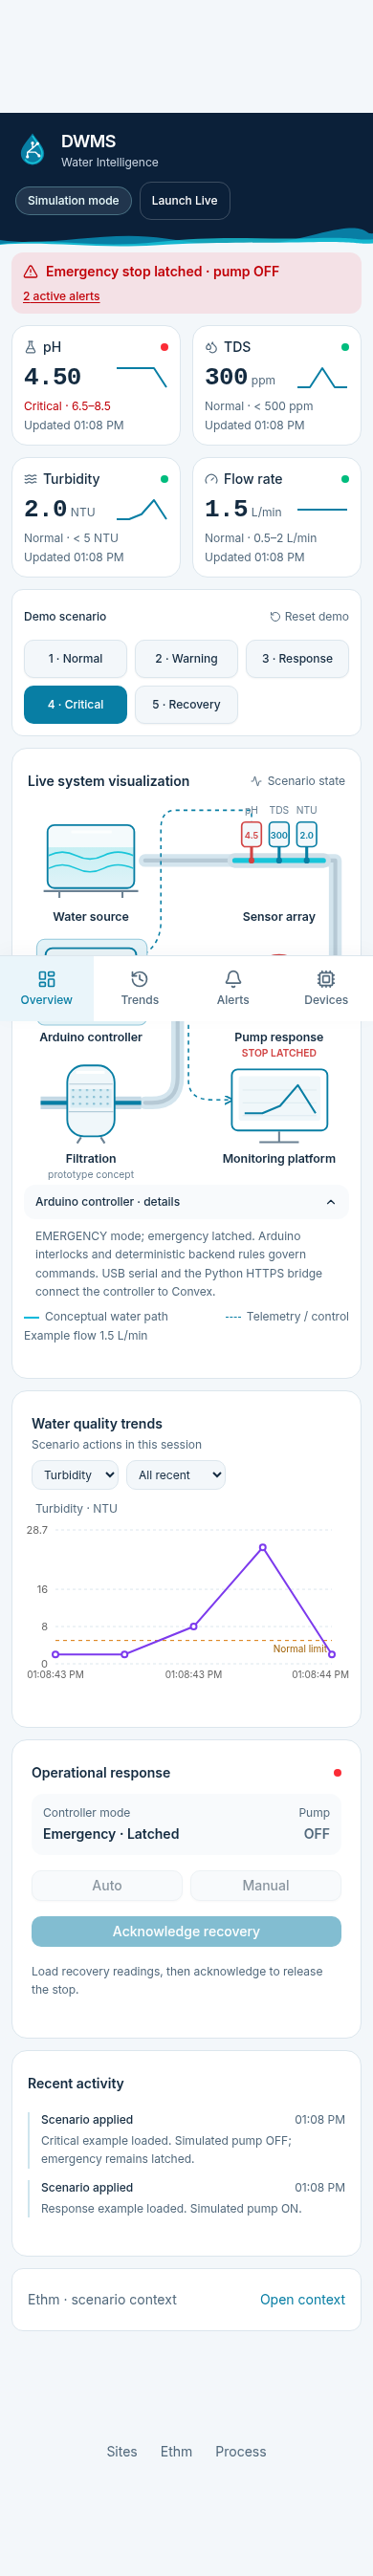 DWMS
Water Intelligence
Simulation mode
Launch Live
Emergency stop latched · pump OFF
2 active alerts
pH
4.50
Critical · 6.5–8.5
Updated 01:08 PM
TDS
300 ppm
Normal · < 500 ppm
Updated 01:08 PM
Turbidity
2.0 NTU
Normal · < 5 NTU
Updated 01:08 PM
Flow rate
1.5 L/min
Normal · 0.5–2 L/min
Updated 01:08 PM
Demo scenario
Reset demo
1 · Normal
2 · Warning
3 · Response
4 · Critical
5 · Recovery
Live system visualization
Scenario state
pH TDS NTU
4.5 300 2.0
Water source
Sensor array
Overview
Trends
Alerts
Devices
Arduino controller
Pump response
STOP LATCHED
Filtration
prototype concept
Monitoring platform
Arduino controller · details
EMERGENCY mode; emergency latched. Arduino
interlocks and deterministic backend rules govern
commands. USB serial and the Python HTTPS bridge
connect the controller to Convex.
Conceptual water path
Telemetry / control
Example flow 1.5 L/min
Water quality trends
Scenario actions in this session
Turbidity
All recent
Turbidity · NTU
28.7
16
8
0
Normal limit
01:08:43 PM
01:08:43 PM
01:08:44 PM
Operational response
Controller mode
Pump
Emergency · Latched
OFF
Auto
Manual
Acknowledge recovery
Load recovery readings, then acknowledge to release
the stop.
Recent activity
Scenario applied
01:08 PM
Critical example loaded. Simulated pump OFF;
emergency remains latched.
Scenario applied
01:08 PM
Response example loaded. Simulated pump ON.
Ethm · scenario context
Open context
Sites
Ethm
Process